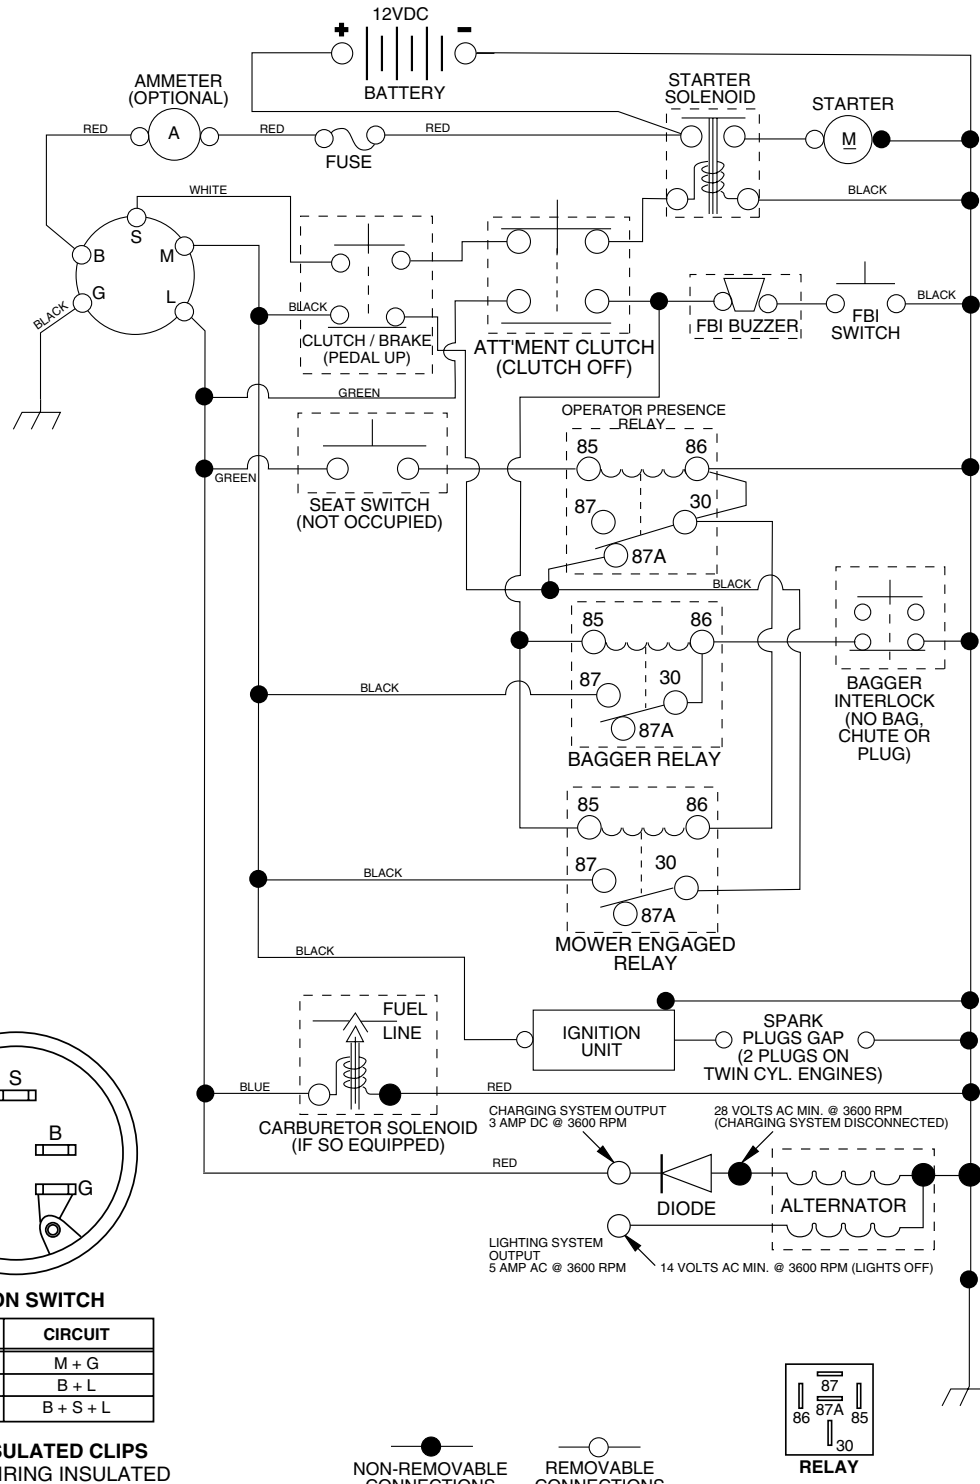 12VDC
+
-
BATTERY
AMMETER
(OPTIONAL)
STARTER
SOLENOID
STARTER
RED
A
RED
FUSE
RED
M
WHITE
BLACK
S
B
M
G
L
BLACK
BLACK
CLUTCH / BRAKE
(PEDAL UP)
ATT'MENT CLUTCH
(CLUTCH OFF)
FBI BUZZER
FBI
SWITCH
BLACK
GREEN
OPERATOR PRESENCE
RELAY
85
86
GREEN
SEAT SWITCH
(NOT OCCUPIED)
87
30
87A
BLACK
85
86
BLACK
87
30
87A
BAGGER RELAY
BAGGER
INTERLOCK
(NO BAG,
CHUTE OR
PLUG)
85
86
BLACK
87
30
87A
MOWER ENGAGED
RELAY
BLACK
FUEL
LINE
IGNITION
UNIT
SPARK
PLUGS GAP
(2 PLUGS ON
TWIN CYL. ENGINES)
BLUE
RED
CARBURETOR SOLENOID
(IF SO EQUIPPED)
CHARGING SYSTEM OUTPUT
3 AMP DC @ 3600 RPM
28 VOLTS AC MIN. @ 3600 RPM
(CHARGING SYSTEM DISCONNECTED)
RED
DIODE
ALTERNATOR
LIGHTING SYSTEM
OUTPUT
5 AMP AC @ 3600 RPM
14 VOLTS AC MIN. @ 3600 RPM (LIGHTS OFF)
S
B
G
ON SWITCH
CIRCUIT
M + G
B + L
B + S + L
SULATED CLIPS
IRING INSULATED
NON-REMOVABLE
CONNECTIONS
REMOVABLE
CONNECTIONS
87
86
87A
85
30
RELAY